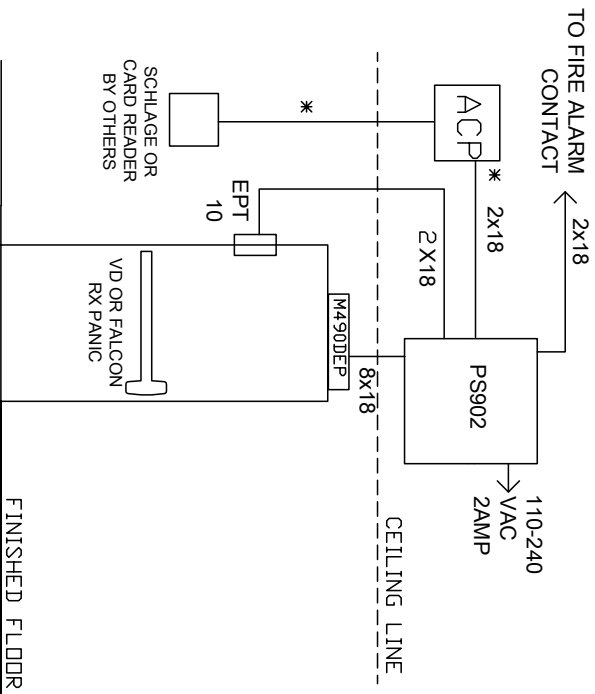 TO FIRE ALARM
CONTACT
2x18
ACP
*
2x18
PS902
110-240
VAC
2AMP
*
2X18
8x18
CEILING LINE
SCHLAGE OR
CARD READER
BY OTHERS
EPT
10
M490DEP
VD OR FALCON
RX PANIC
FINISHED FLOOR